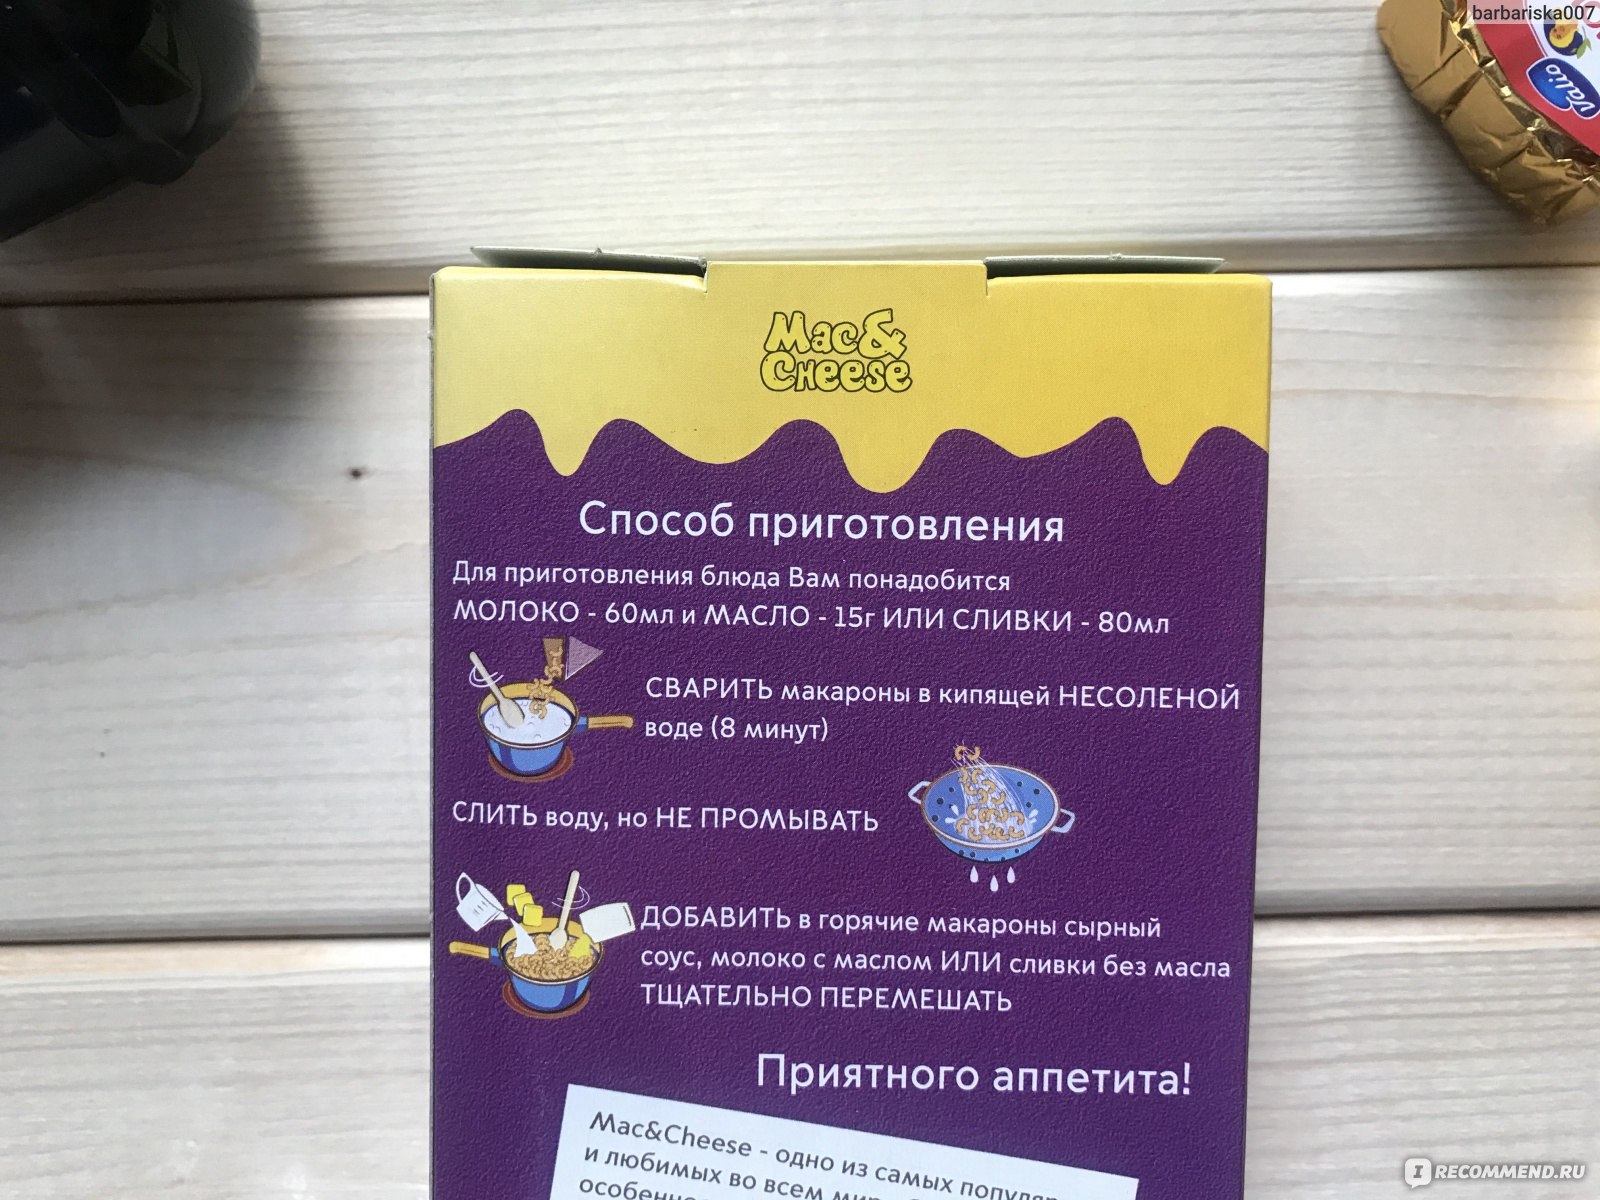 barbariska007
Valio
Mac&
Cheese
Способ приготовления
Для приготовления блюда Вам понадобится
МОЛОКО - 60мл и МАСЛО - 15г ИЛИ СЛИВКИ - 80мл
СВАРИТЬ макароны в кипящей НЕСОЛЕНОЙ
воде (8 минут)
СЛИТЬ воду, но НЕ ПРОМЫВАТЬ
ДОБАВИТЬ в горячие макароны сырный
соус, молоко с маслом ИЛИ сливки без масла
ТЩАТЕЛЬНО ПЕРЕМЕШАТЬ
Приятного аппетита!
Mac&Cheese - одно из самых
и любимых во всем
IRECOMMEND.RU